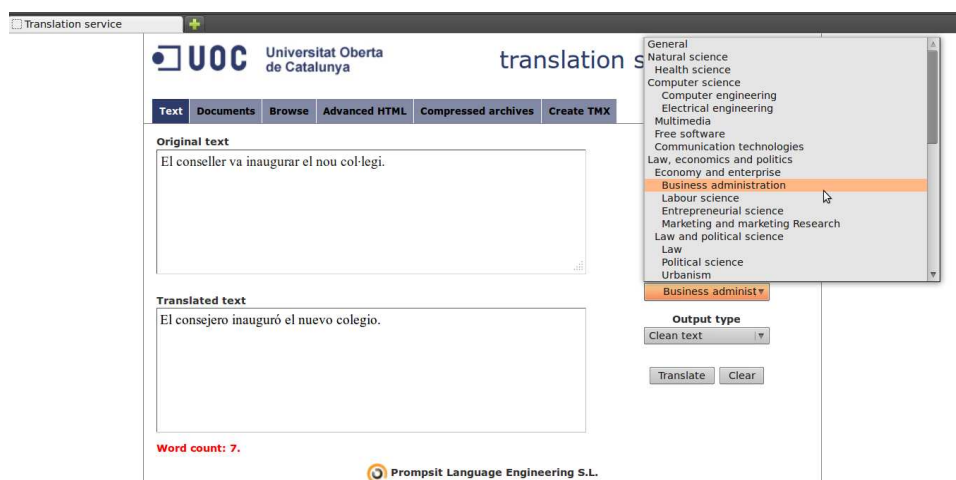 Translation service
UOC Universitat Oberta
de Catalunya
translation s
Text Documents Browse Advanced HTML Compressed archives Create TMX
Original text
El conseller va inaugurar el nou col·legi.
General
Natural science
Health science
Computer science
Computer engineering
Electrical engineering
Multimedia
Free software
Communication technologies
Law, economics and politics
Economy and enterprise
Business administration
Labour science
Entrepreneurial science
Marketing and marketing Research
Law and political science
Law
Political science
Urbanism
Business administ
Translated text
El consejero inauguró el nuevo colegio.
Output type
Clean text
Translate Clear
Word count: 7.
Prompsit Language Engineering S.L.